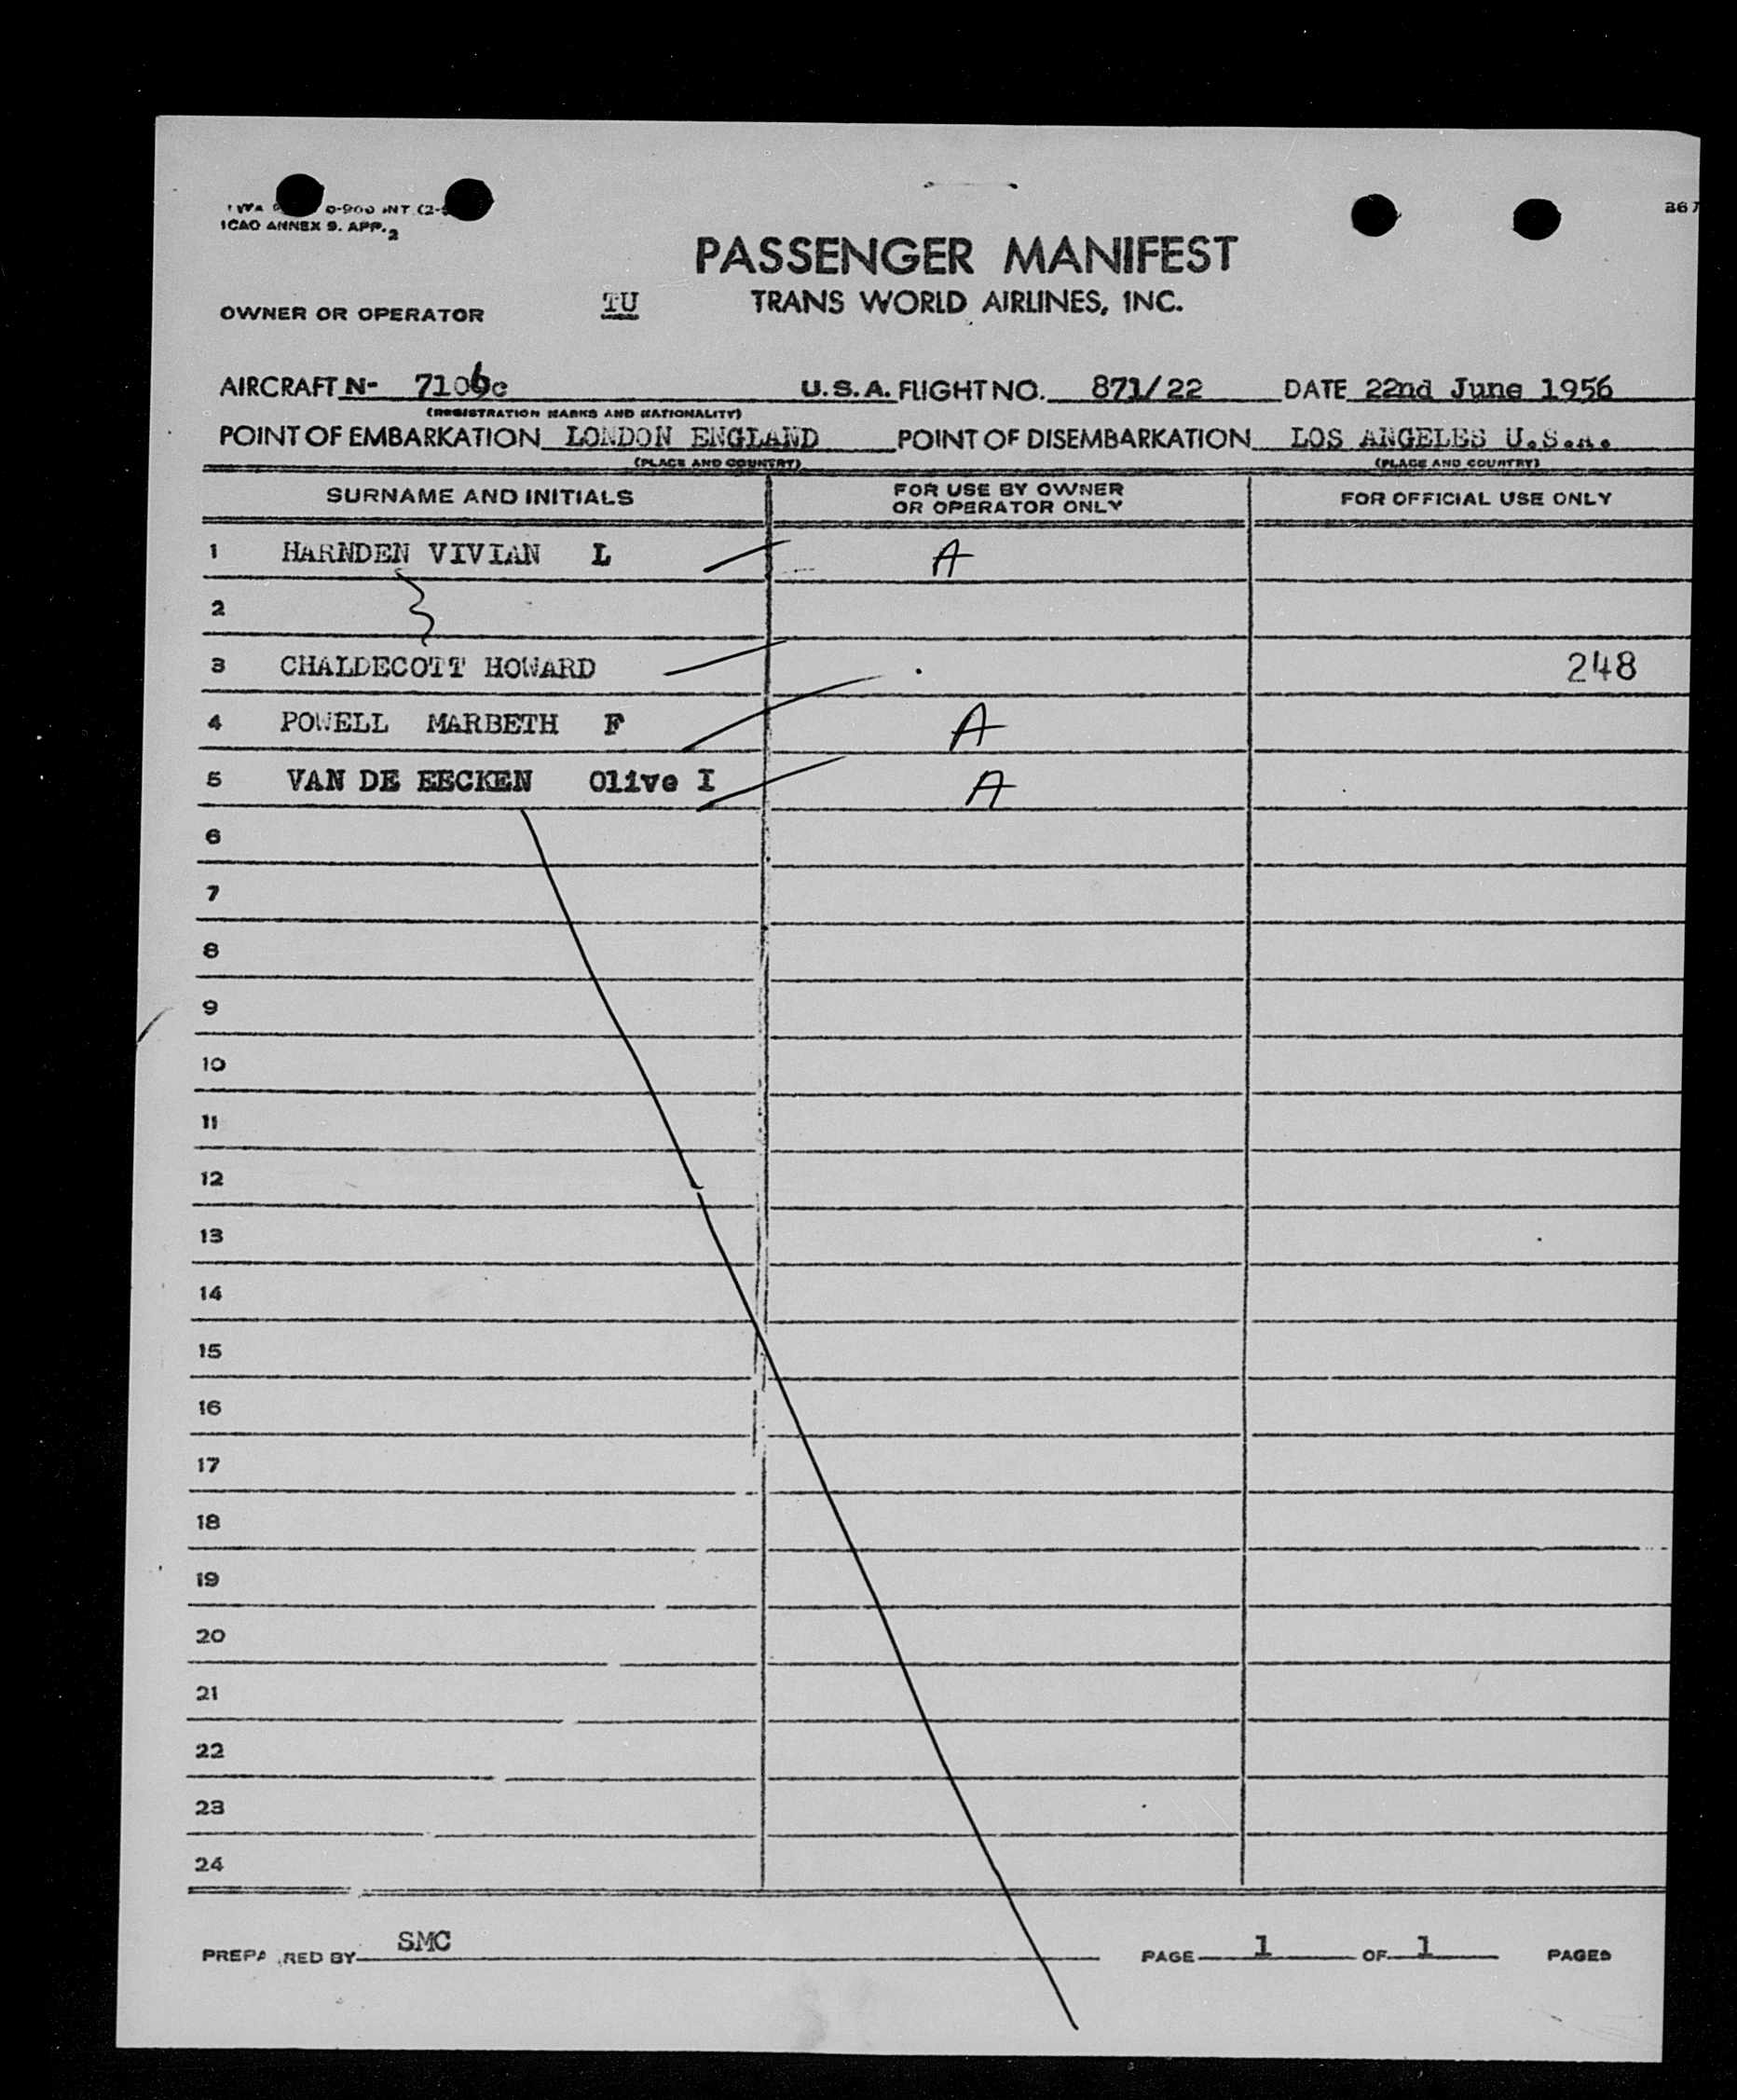 ICAO ANNEX 9. APP. 2
367
PASSENGER MANIFEST
OWNER OR OPERATOR TU TRANS WORLD AIRLINES, INC.
AIRCRAFT N- 7106c U.S.A. FLIGHT NO. 871/22 DATE 22nd June 1956
(REGISTRATION MARKS AND NATIONALITY)
POINT OF EMBARKATION LONDON ENGLAND POINT OF DISEMBARKATION LOS ANGELES U.S.A.
(PLACE AND COUNTRY) (PLACE AND COUNTRY)
SURNAME AND INITIALS FOR USE BY OWNER OR OPERATOR ONLY FOR OFFICIAL USE ONLY
1 HARNDEN VIVIAN L A
2
3 CHALDECOTT HOWARD 248
4 POWELL MARBETH F A
5 VAN DE EECKEN Olive I A
6
7
8
9
10
11
12
13
14
15
16
17
18
19
20
21
22
23
24
PREPARED BY SMC PAGE 1 OF 1 PAGES